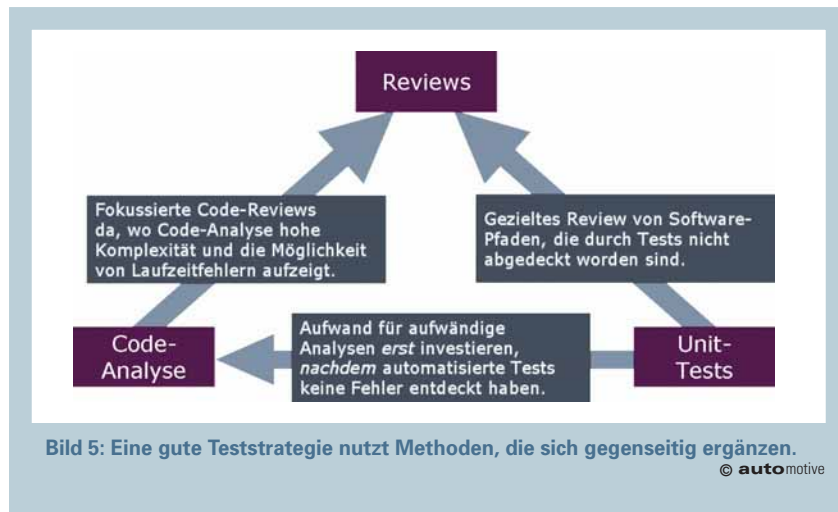 Reviews
Fokussierte Code-Reviews
da, wo Code-Analyse hohe
Komplexität und die Möglichkeit
von Laufzeitfehlern aufzeigt.
Gezieltes Review von Software-
Pfaden, die durch Tests nicht
abgedeckt worden sind.
Code-
Analyse
Aufwand für aufwändige
Analysen erst investieren,
nachdem automatisierte Tests
keine Fehler entdeckt haben.
Unit-
Tests
Bild 5: Eine gute Teststrategie nutzt Methoden, die sich gegenseitig ergänzen.
© automotive